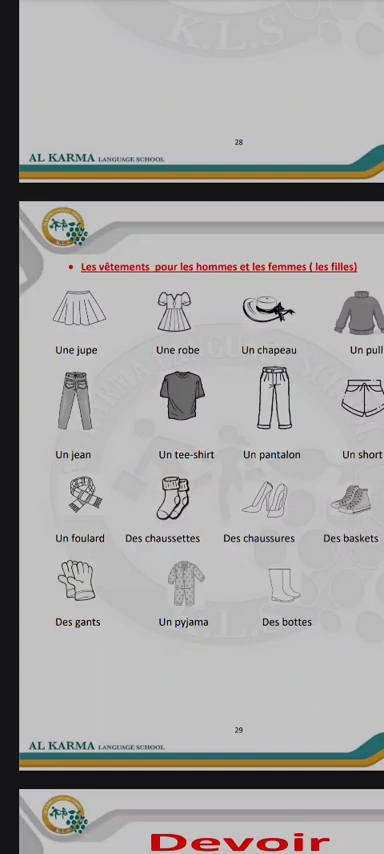 K.L.S
28
AL KARMA LANGUAGE SCHOOL
• Les vêtements pour les hommes et les femmes ( les filles)
Une jupe Une robe Un chapeau Un pull
Un jean Un tee-shirt Un pantalon Un short
Un foulard Des chaussettes Des chaussures Des baskets
Des gants Un pyjama Des bottes
K.L.S
29
AL KARMA LANGUAGE SCHOOL
Devoir